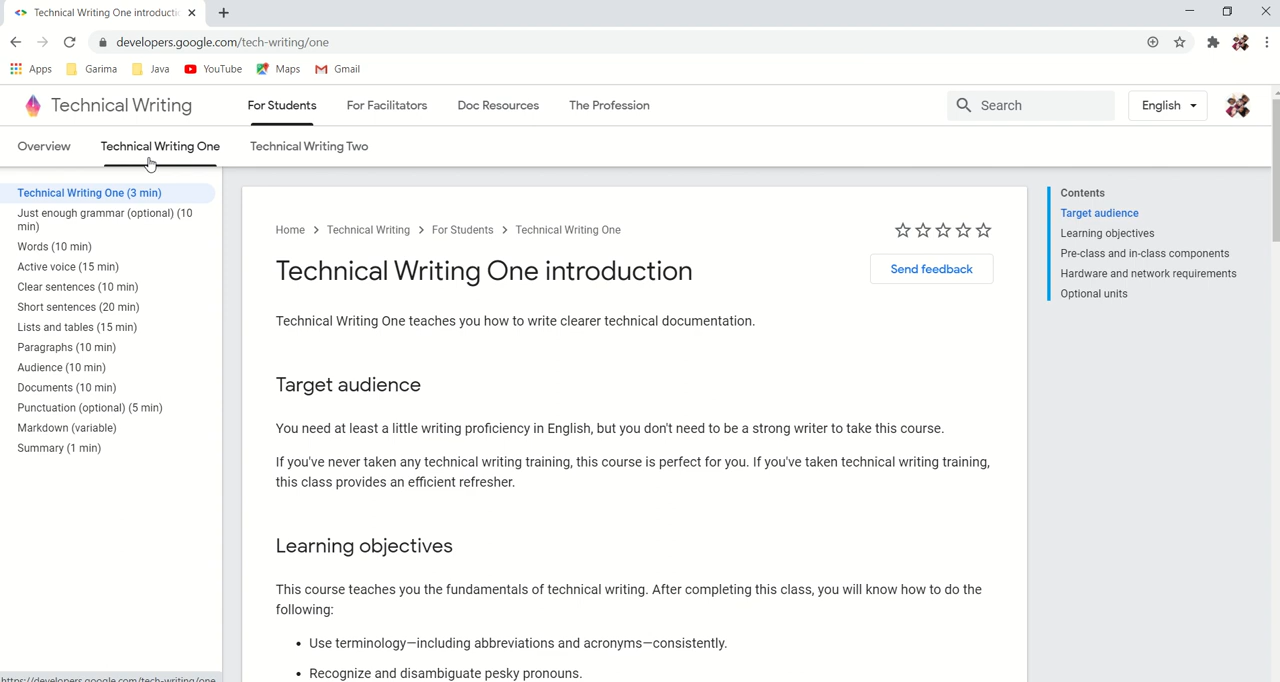 Technical Writing One introducti
developers.google.com/tech-writing/one
Apps Garima Java YouTube Maps Gmail
Technical Writing For Students For Facilitators Doc Resources The Profession Search English
Overview Technical Writing One Technical Writing Two
Technical Writing One (3 min)
Just enough grammar (optional) (10
min)
Words (10 min)
Active voice (15 min)
Clear sentences (10 min)
Short sentences (20 min)
Lists and tables (15 min)
Paragraphs (10 min)
Audience (10 min)
Documents (10 min)
Punctuation (optional) (5 min)
Markdown (variable)
Summary (1 min)
Home > Technical Writing > For Students > Technical Writing One
Technical Writing One introduction
Send feedback
Technical Writing One teaches you how to write clearer technical documentation.
Target audience
You need at least a little writing proficiency in English, but you don't need to be a strong writer to take this course.
If you've never taken any technical writing training, this course is perfect for you. If you've taken technical writing training,
this class provides an efficient refresher.
Learning objectives
This course teaches you the fundamentals of technical writing. After completing this class, you will know how to do the
following:
• Use terminology—including abbreviations and acronyms—consistently.
• Recognize and disambiguate pesky pronouns.
Contents
Target audience
Learning objectives
Pre-class and in-class components
Hardware and network requirements
Optional units
https://developers.google.com/tech-writing/one